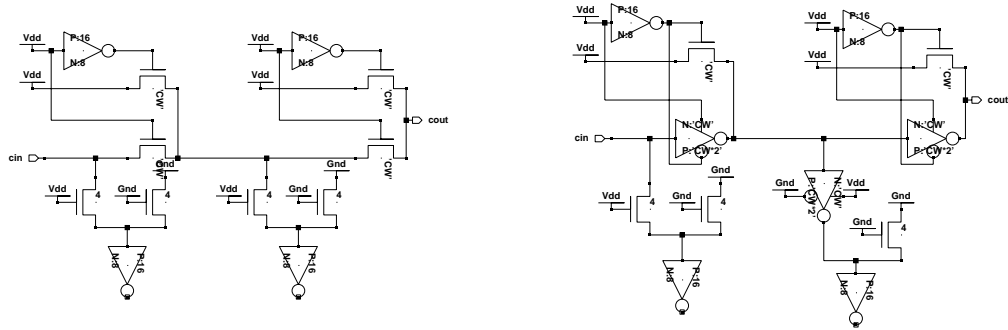 P:16
Vdd
N:8
Vdd
'CW'
cin
'CW'
Gnd
Vdd
Gnd
4
4
P:16
N:8
P:16
Vdd
N:8
Vdd
'CW'
cout
'CW'
Gnd
Vdd
Gnd
4
4
P:16
N:8
P:16
Vdd
N:8
Vdd
'CW'
N:'CW'
cin
P:'CW*2'
Gnd
Vdd
Gnd
4
4
P:16
N:8
P:16
Vdd
N:8
Vdd
'CW'
cout
N:'CW'
P:'CW*2'
Gnd
Vdd
P:'CW*2'
N:'CW'
Gnd
Gnd
4
P:16
N:8